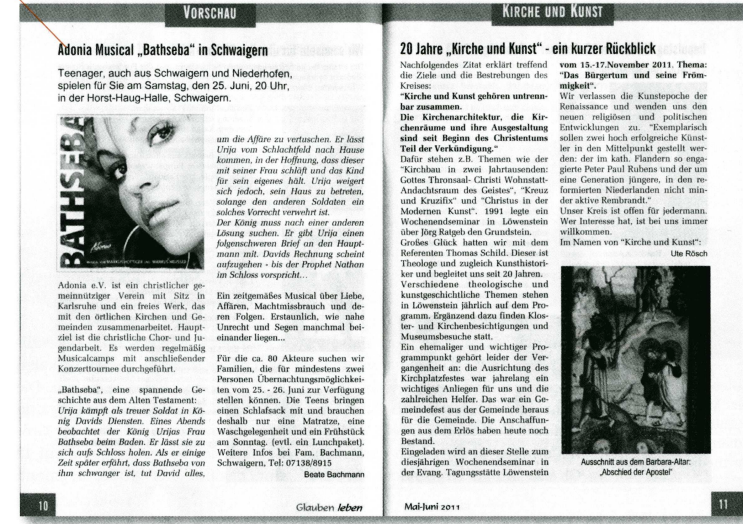 VORSCHAU
Adonia Musical „Bathseba" in Schwaigern
Teenager, auch aus Schwaigern und Niederhofen,
spielen für Sie am Samstag, den 25. Juni, 20 Uhr,
in der Horst-Haug-Halle, Schwaigern.
BATHSEBA
Adonia e.V. ist ein christlicher ge-
meinnütziger Verein mit Sitz in
Karlsruhe und ein freies Werk, das
mit den örtlichen Kirchen und Ge-
meinden zusammenarbeitet. Haupt-
ziel ist die christliche Chor- und Ju-
gendarbeit. Es werden regelmäßig
Musicalcamps mit anschließender
Konzerttournee durchgeführt.
„Bathseba", eine spannende Ge-
schichte aus dem Alten Testament:
Urija kämpft als treuer Soldat in Kö-
nig Davids Diensten. Eines Abends
beobachtet der König Urijas Frau
Bathseba beim Baden. Er lässt sie zu
sich aufs Schloss holen. Als er einige
Zeit später erfährt, dass Bathseba von
ihm schwanger ist, tut David alles,
um die Affäre zu vertuschen. Er lässt
Urija vom Schlachtfeld nach Hause
kommen, in der Hoffnung, dass dieser
mit seiner Frau schläft und das Kind
für sein eigenes hält. Urija weigert
sich jedoch, sein Haus zu betreten,
solange den anderen Soldaten ein
solches Vorrecht verwehrt ist.
Der König muss nach einer anderen
Lösung suchen. Er gibt Urija einen
folgenschweren Brief an den Haupt-
mann mit. Davids Rechnung scheint
aufzugehen - bis der Prophet Nathan
im Schloss vorspricht...
Ein zeitgemäßes Musical über Liebe,
Affären, Machtmissbrauch und de-
ren Folgen. Erstaunlich, wie nahe
Unrecht und Segen manchmal bei-
einander liegen...
Für die ca. 80 Akteure suchen wir
Familien, die für mindestens zwei
Personen Übernachtungsmöglichkei-
ten vom 25. - 26. Juni zur Verfügung
stellen können. Die Teens bringen
einen Schlafsack mit und brauchen
deshalb nur eine Matratze, eine
Waschgelegenheit und ein Frühstück
am Sonntag. (evtl. ein Lunchpaket).
Weitere Infos bei Fam. Bachmann,
Schwaigern, Tel: 07138/8915
Beate Bachmann
10
Glauben leben
KIRCHE UND KUNST
20 Jahre „Kirche und Kunst" - ein kurzer Rückblick
Nachfolgendes Zitat erklärt treffend
die Ziele und die Bestrebungen des
Kreises:
"Kirche und Kunst gehören untrenn-
bar zusammen.
Die Kirchenarchitektur, die Kir-
chenräume und ihre Ausgestaltung
sind seit Beginn des Christentums
Teil der Verkündigung."
Dafür stehen z.B. Themen wie der
"Kirchbau in zwei Jahrtausenden:
Gottes Thronsaal- Christi Wohnstatt-
Andachtsraum des Geistes", "Kreuz
und Kruzifix" und "Christus in der
Modernen Kunst". 1991 legte ein
Wochenendseminar in Löwenstein
über Jörg Ratgeb den Grundstein.
Großes Glück hatten wir mit dem
Referenten Thomas Schild. Dieser ist
Theologe und zugleich Kunsthistori-
ker und begleitet uns seit 20 Jahren.
Verschiedene theologische und
kunstgeschichtliche Themen stehen
in Löwenstein jährlich auf dem Pro-
gramm. Ergänzend dazu finden Klos-
ter- und Kirchenbesichtigungen und
Museumsbesuche statt.
Ein ehemaliger und wichtiger Pro-
grammpunkt gehört leider der Ver-
gangenheit an: die Ausrichtung des
Kirchplatzfestes war jahrelang ein
wichtiges Anliegen für uns und die
zahlreichen Helfer. Das war ein Ge-
meindefest aus der Gemeinde heraus
für die Gemeinde. Die Anschaffun-
gen aus dem Erlös haben heute noch
Bestand.
Eingeladen wird an dieser Stelle zum
diesjährigen Wochenendseminar in
der Evang. Tagungsstätte Löwenstein
vom 15.-17.November 2011. Thema:
"Das Bürgertum und seine Fröm-
migkeit".
Wir verlassen die Kunstepoche der
Renaissance und wenden uns den
neuen religiösen und politischen
Entwicklungen zu. "Exemplarisch
sollen zwei hoch erfolgreiche Künst-
ler in den Mittelpunkt gestellt wer-
den: der im kath. Flandern so enga-
gierte Peter Paul Rubens und der um
eine Generation jüngere, in den re-
formierten Niederlanden nicht min-
der aktive Rembrandt."
Unser Kreis ist offen für jedermann.
Wer Interesse hat, ist bei uns immer
willkommen.
Im Namen von "Kirche und Kunst":
Ute Rösch
Ausschnitt aus dem Barbara-Altar:
„Abschied der Apostel"
Mai-Juni 2011
11